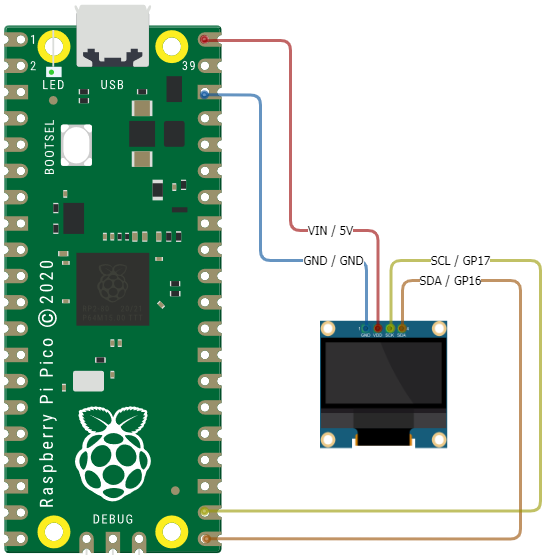 1
2
39
LED
USB
BOOTSEL
Raspberry Pi Pico © 2020
DEBUG
VIN / 5V
GND / GND
SCL / GP17
SDA / GP16
GND VDD SCK SDA